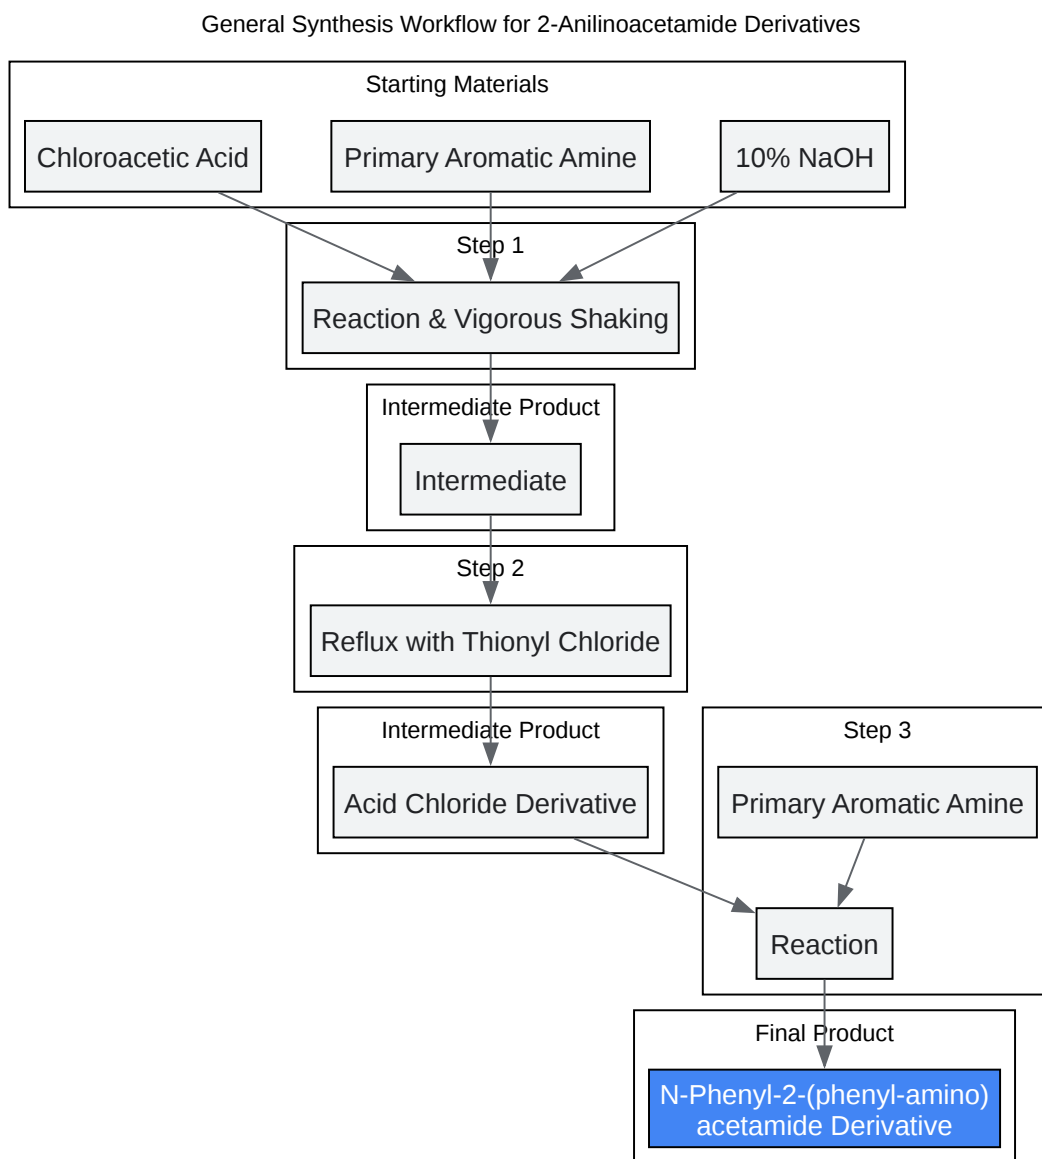 General Synthesis Workflow for 2-Anilinoacetamide Derivatives
Starting Materials
Chloroacetic Acid
Primary Aromatic Amine
10% NaOH
Step 1
Reaction & Vigorous Shaking
Intermediate Product
Intermediate
Step 2
Reflux with Thionyl Chloride
Intermediate Product
Acid Chloride Derivative
Step 3
Primary Aromatic Amine
Reaction
Final Product
N-Phenyl-2-(phenyl-amino)
acetamide Derivative